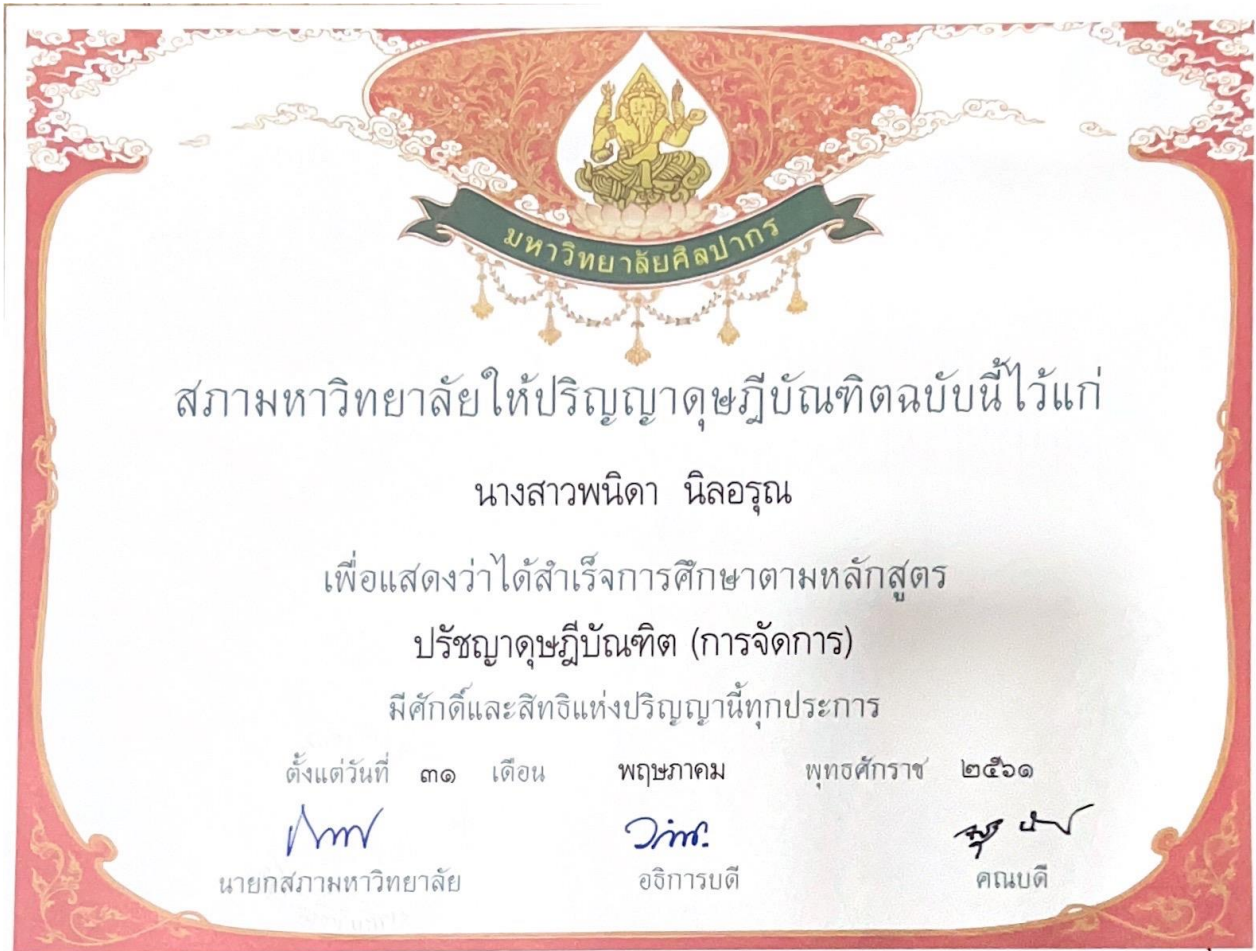 มหาวิทยาลัยศิลปากร
สภามหาวิทยาลัยให้ปริญญาดุษฎีบัณฑิตฉบับนี้ไว้แก่
นางสาวพนิดา นิลอรุณ
เพื่อแสดงว่าได้สำเร็จการศึกษาตามหลักสูตร
ปรัชญาดุษฎีบัณฑิต (การจัดการ)
มีศักดิ์และสิทธิแห่งปริญญานี้ทุกประการ
ตั้งแต่วันที่ ๓๑ เดือน พฤษภาคม พุทธศักราช ๒๕๖๑
นายกสภามหาวิทยาลัย อธิการบดี คณบดี